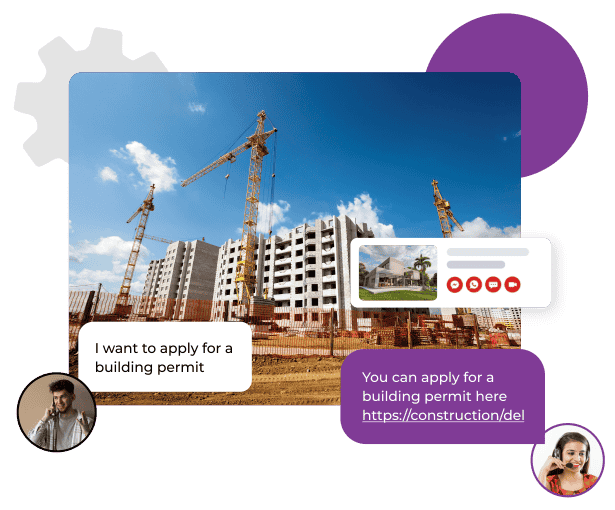 I want to apply for a
building permit
You can apply for a
building permit here
https://construction/del